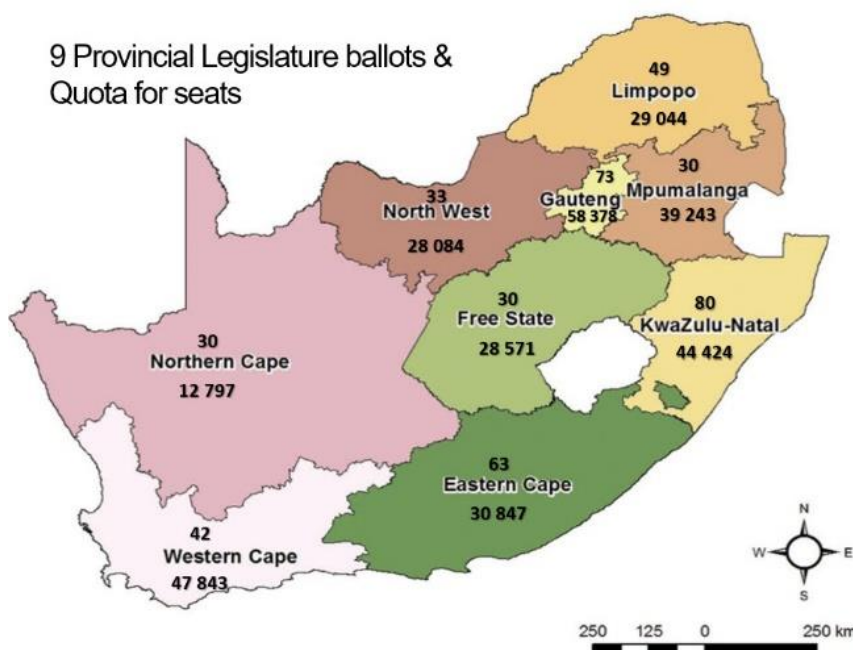 9 Provincial Legislature ballots &
Quota for seats
49
Limpopo
29 044
30
Mpumalanga
39 243
73
Gauteng
58 378
33
North West
28 084
30
Free State
28 571
80
KwaZulu-Natal
44 424
30
Northern Cape
12 797
63
Eastern Cape
30 847
42
Western Cape
47 843
N
W E
S
250 125 0 250 km